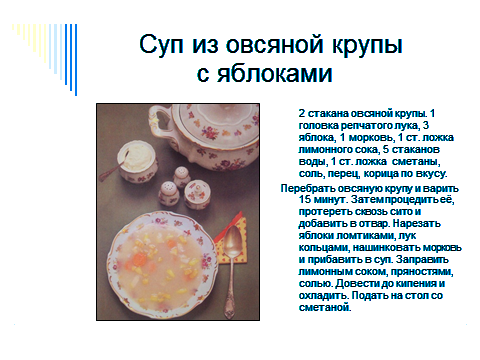 Суп из овсяной крупы
с яблоками
2 стакана овсяной крупы. 1
головка репчатого лука, 3
яблока, 1 морковь, 1 ст. ложка
лимонного сока, 5 стаканов
воды, 1 ст. ложка сметаны,
соль, перец, корица по вкусу.
Перебрать овсяную крупу и варить
15 минут. Затем процедить её,
протереть сквозь сито и
добавить в отвар. Нарезать
яблоки ломтиками, лук
кольцами, нашинковать морковь
и прибавить в суп. Заправить
лимонным соком, пряностями,
солью. Довести до кипения и
охладить. Подать на стол со
сметаной.